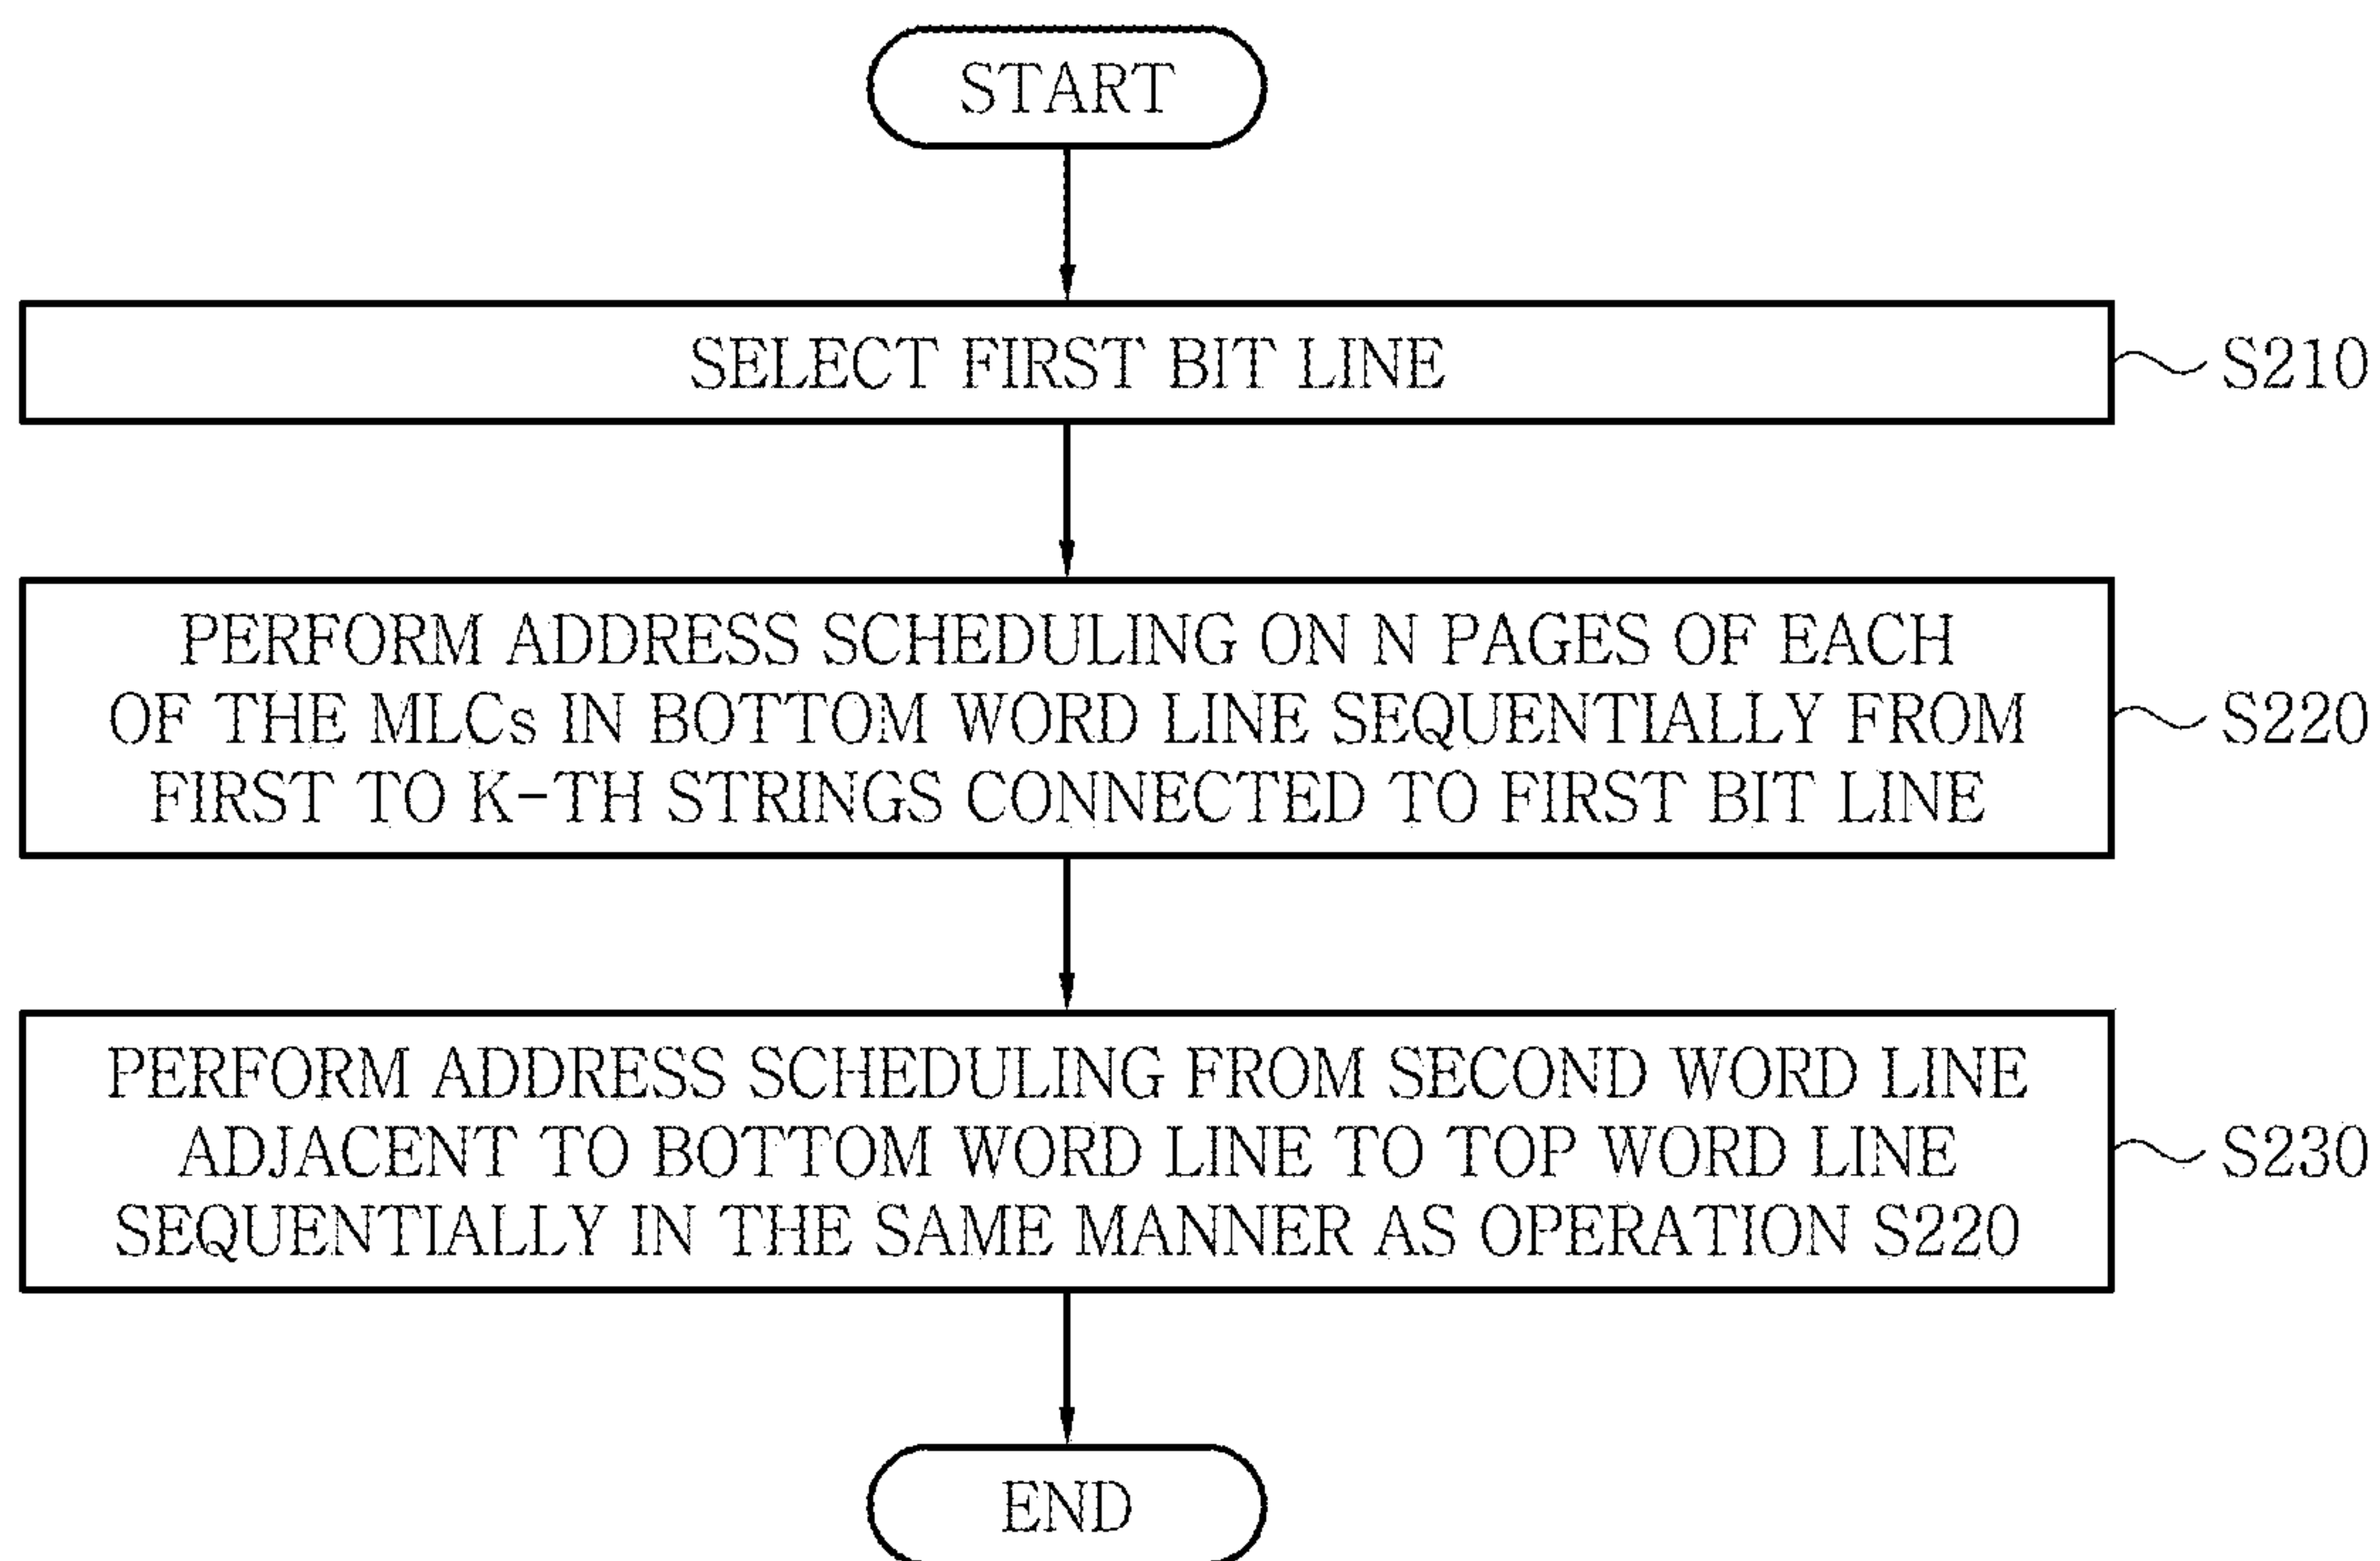 START
SELECT FIRST BIT LINE
S210
PERFORM ADDRESS SCHEDULING ON N PAGES OF EACH
OF THE MLCs IN BOTTOM WORD LINE SEQUENTIALLY FROM
FIRST TO K-TH STRINGS CONNECTED TO FIRST BIT LINE
S220
PERFORM ADDRESS SCHEDULING FROM SECOND WORD LINE
ADJACENT TO BOTTOM WORD LINE TO TOP WORD LINE
SEQUENTIALLY IN THE SAME MANNER AS OPERATION S220
S230
END